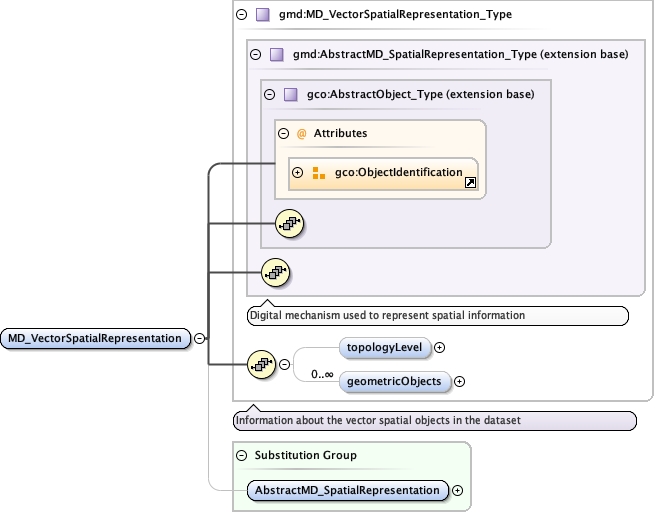 gmd:MD_VectorSpatialRepresentation_Type
gmd:AbstractMD_SpatialRepresentation_Type (extension base)
gco:AbstractObject_Type (extension base)
@ Attributes
gco:ObjectIdentification
Digital mechanism used to represent spatial information
MD_VectorSpatialRepresentation
topologyLevel
0..∞
geometricObjects
Information about the vector spatial objects in the dataset
Substitution Group
AbstractMD_SpatialRepresentation